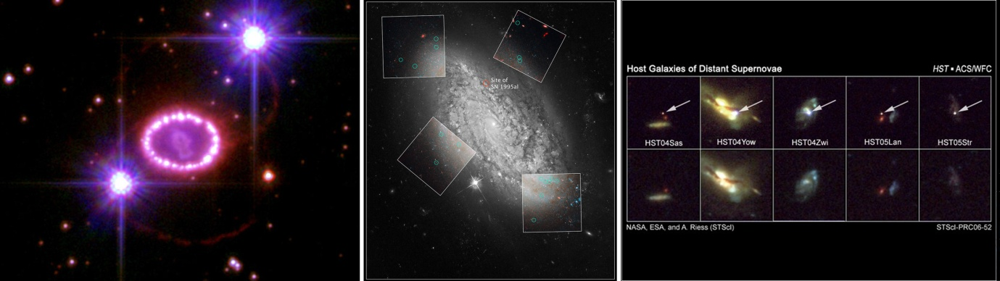 Site of
SN 1995al
Host Galaxies of Distant Supernovae
HST ▪ ACS/WFC
HST04Sas
HST04Yow
HST04Zwi
HST05Lan
HST05Str
NASA, ESA, and A. Riess (STScI)
STScI-PRC06-52